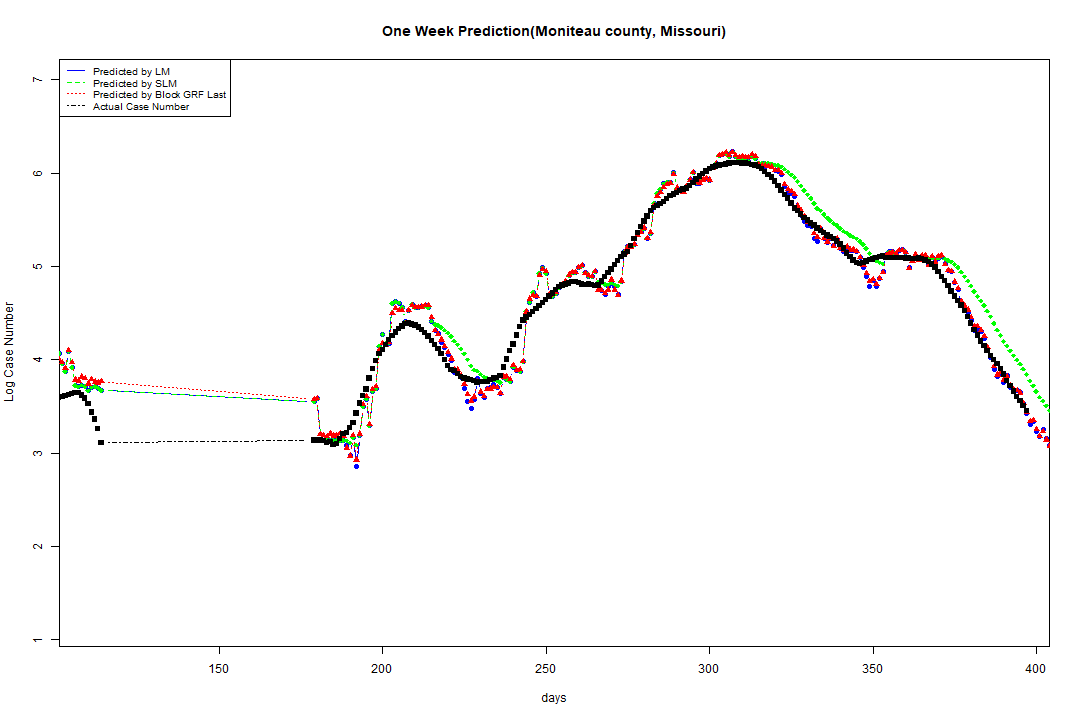 One Week Prediction(Moniteau county, Missouri)
Predicted by LM
Predicted by SLM
Predicted by Block GRF Last
Actual Case Number
7
6
5
4
3
2
1
Log Case Number
150 200 250 300 350 400
days